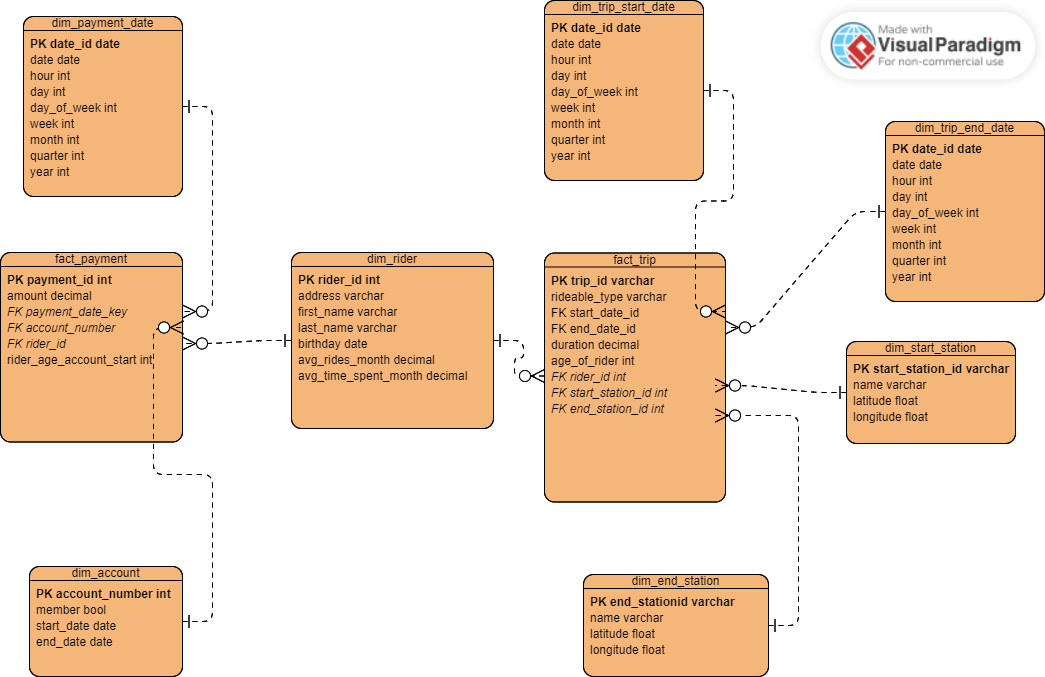 dim_payment_date
PK date_id date
date date
hour int
day int
day_of_week int
week int
month int
quarter int
year int
dim_trip_start_date
PK date_id date
date date
hour int
day int
day_of_week int
week int
month int
quarter int
year int
Made with
Visual Paradigm
For non-commercial use
dim_trip_end_date
PK date_id date
date date
hour int
day int
day_of_week int
week int
month int
quarter int
year int
fact_payment
PK payment_id int
amount decimal
FK payment_date_key
FK account_number
FK rider_id
rider_age_account_start int
dim_rider
PK rider_id int
address varchar
first_name varchar
last_name varchar
birthday date
avg_rides_month decimal
avg_time_spent_month decimal
fact_trip
PK trip_id varchar
rideable_type varchar
FK start_date_id
FK end_date_id
duration decimal
age_of_rider int
FK rider_id int
FK start_station_id int
FK end_station_id int
dim_start_station
PK start_station_id varchar
name varchar
latitude float
longitude float
dim_account
PK account_number int
member bool
start_date date
end_date date
dim_end_station
PK end_stationid varchar
name varchar
latitude float
longitude float